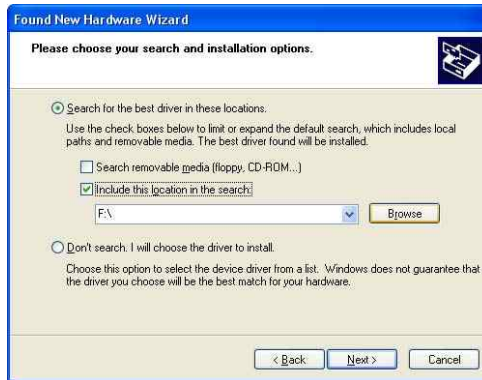 Found New Hardware Wizard
Please choose your search and installation options.
Search for the best driver in these locations.
Use the check boxes below to limit or expand the default search, which includes local
paths and removable media. The best driver found will be installed.
Search removable media (floppy, CD-ROM...)
Include this location in the search:
F:\
Browse
Don't search. I will choose the driver to install.
Choose this option to select the device driver from a list. Windows does not guarantee that
the driver you choose will be the best match for your hardware.
< Back Next > Cancel